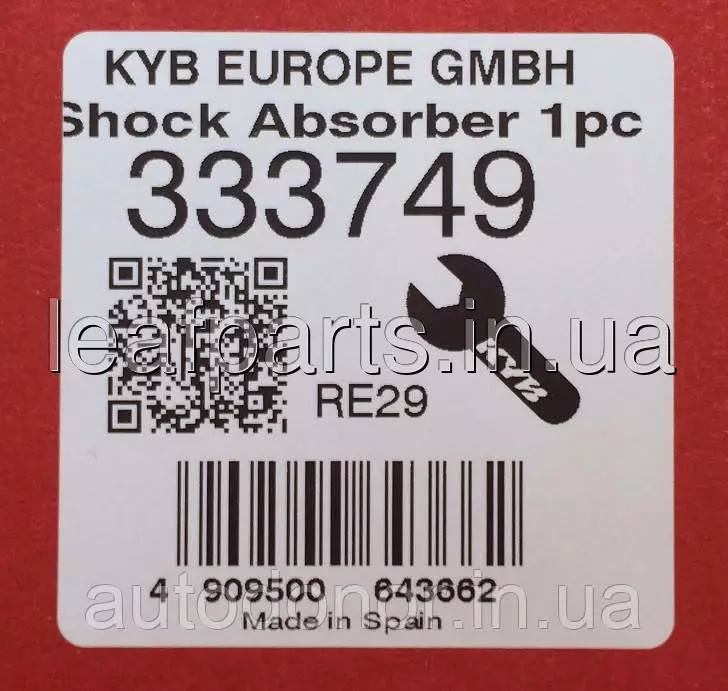 KYB EUROPE GMBH
Shock Absorber 1pc
333749
leafparts.in.ua
KYB
RE29
4 909500 643662
autodonor.in.ua
Made in Spain